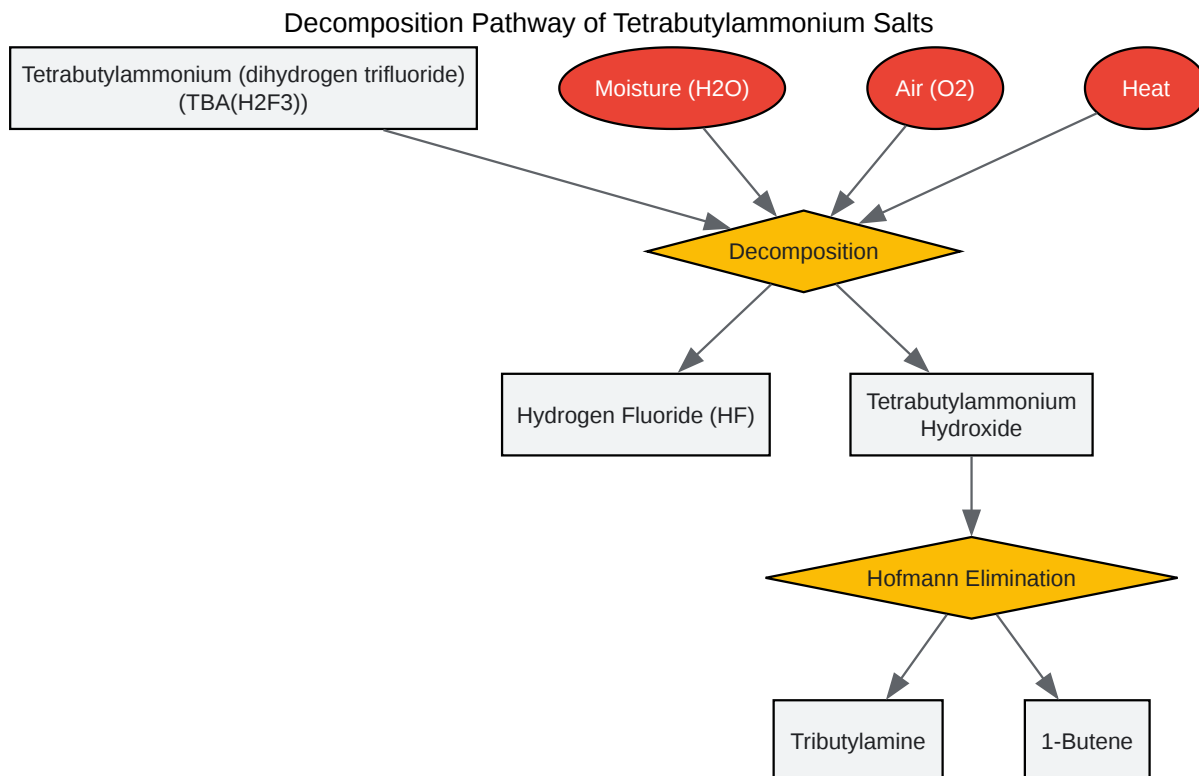 Decomposition Pathway of Tetrabutylammonium Salts
Tetrabutylammonium (dihydrogen trifluoride)
(TBA(H2F3))
Moisture (H2O)
Air (O2)
Heat
Decomposition
Hydrogen Fluoride (HF)
Tetrabutylammonium
Hydroxide
Hofmann Elimination
Tributylamine
1-Butene